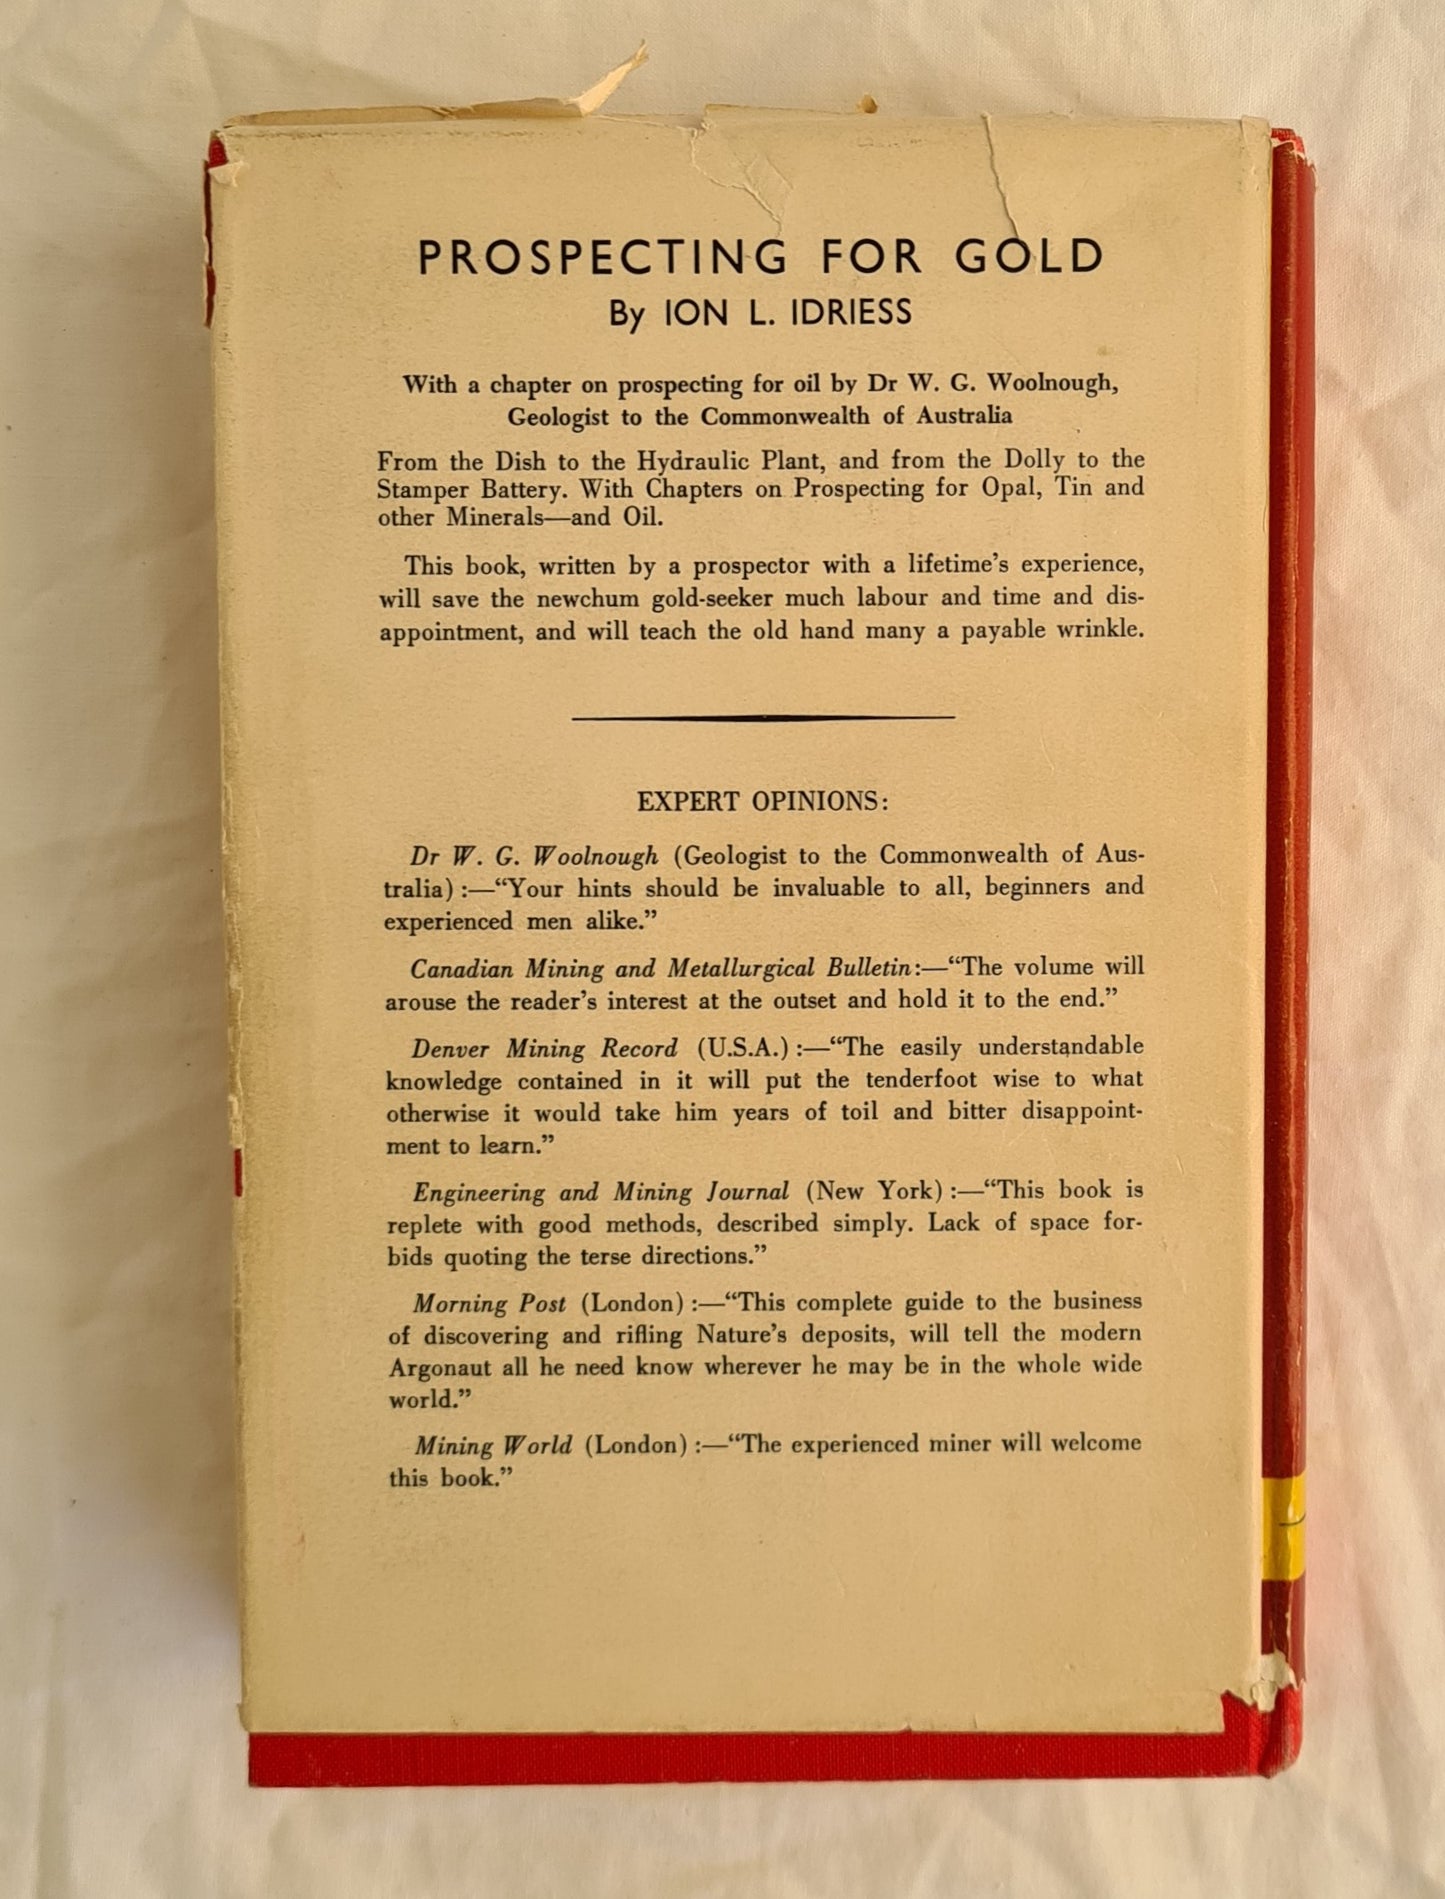 PROSPECTING FOR GOLD
By ION L. IDRIESS
With a chapter on prospecting for oil by Dr W. G. Woolnough,
Geologist to the Commonwealth of Australia
From the Dish to the Hydraulic Plant, and from the Dolly to the
Stamper Battery. With Chapters on Prospecting for Opal, Tin and
other Minerals—and Oil.
This book, written by a prospector with a lifetime's experience,
will save the newchum gold-seeker much labour and time and dis-
appointment, and will teach the old hand many a payable wrinkle.
EXPERT OPINIONS:
Dr W. G. Woolnough (Geologist to the Commonwealth of Aus-
tralia) :—“Your hints should be invaluable to all, beginners and
experienced men alike.”
Canadian Mining and Metallurgical Bulletin:—“The volume will
arouse the reader's interest at the outset and hold it to the end.”
Denver Mining Record (U.S.A.) :—“The easily understandable
knowledge contained in it will put the tenderfoot wise to what
otherwise it would take him years of toil and bitter disappoint-
ment to learn.”
Engineering and Mining Journal (New York) :—“This book is
replete with good methods, described simply. Lack of space for-
bids quoting the terse directions.”
Morning Post (London) :—“This complete guide to the business
of discovering and rifling Nature's deposits, will tell the modern
Argonaut all he need know wherever he may be in the whole wide
world.”
Mining World (London) :—“The experienced miner will welcome
this book.”